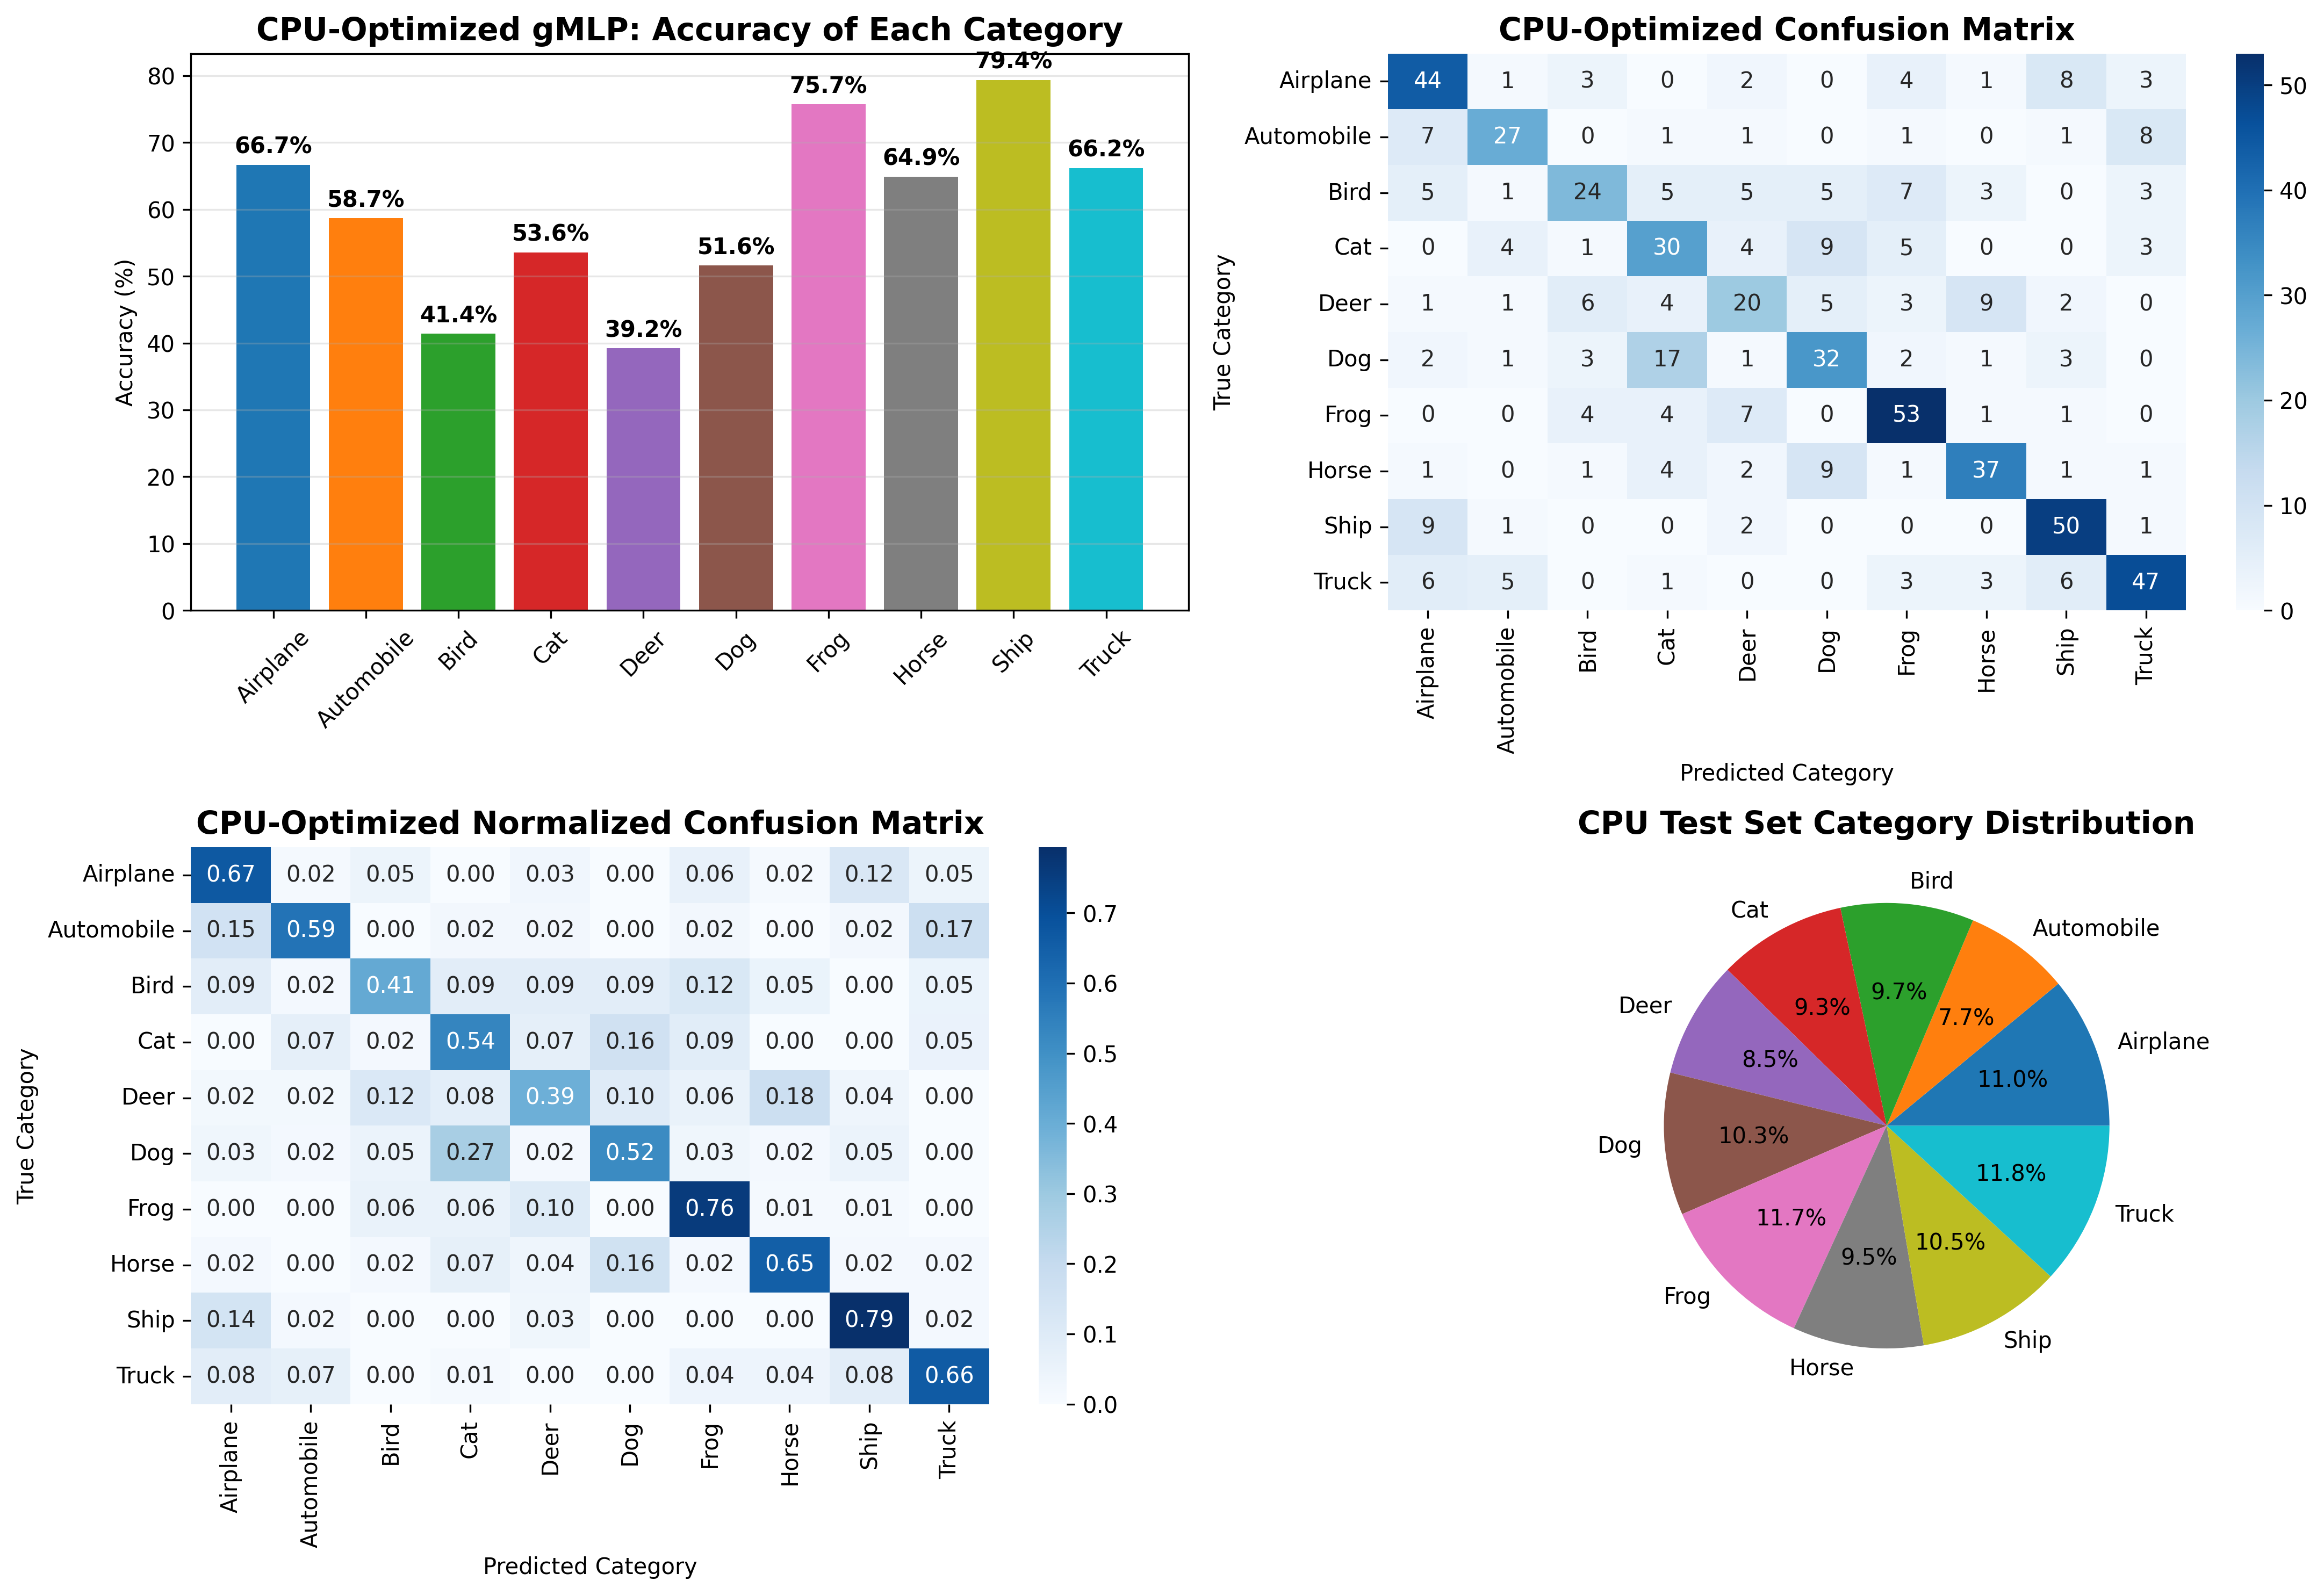 CPU-Optimized gMLP: Accuracy of Each Category
Accuracy (%)
80
70
60
50
40
30
20
10
0
66.7%
58.7%
41.4%
53.6%
39.2%
51.6%
75.7%
64.9%
79.4%
66.2%
Airplane
Automobile
Bird
Cat
Deer
Dog
Frog
Horse
Ship
Truck
CPU-Optimized Confusion Matrix
True Category
Airplane 44 1 3 0 2 0 4 1 8 3
Automobile 7 27 0 1 1 0 1 0 1 8
Bird 5 1 24 5 5 5 7 3 0 3
Cat 0 4 1 30 4 9 5 0 0 3
Deer 1 1 6 4 20 5 3 9 2 0
Dog 2 1 3 17 1 32 2 1 3 0
Frog 0 0 4 4 7 0 53 1 1 0
Horse 1 0 1 4 2 9 1 37 1 1
Ship 9 1 0 0 2 0 0 0 50 1
Truck 6 5 0 1 0 0 3 3 6 47
Airplane
Automobile
Bird
Cat
Deer
Dog
Frog
Horse
Ship
Truck
Predicted Category
50
40
30
20
10
0
CPU-Optimized Normalized Confusion Matrix
True Category
Airplane 0.67 0.02 0.05 0.00 0.03 0.00 0.06 0.02 0.12 0.05
Automobile 0.15 0.59 0.00 0.02 0.02 0.00 0.02 0.00 0.02 0.17
Bird 0.09 0.02 0.41 0.09 0.09 0.09 0.12 0.05 0.00 0.05
Cat 0.00 0.07 0.02 0.54 0.07 0.16 0.09 0.00 0.00 0.05
Deer 0.02 0.02 0.12 0.08 0.39 0.10 0.06 0.18 0.04 0.00
Dog 0.03 0.02 0.05 0.27 0.02 0.52 0.03 0.02 0.05 0.00
Frog 0.00 0.00 0.06 0.06 0.10 0.00 0.76 0.01 0.01 0.00
Horse 0.02 0.00 0.02 0.07 0.04 0.16 0.02 0.65 0.02 0.02
Ship 0.14 0.02 0.00 0.00 0.03 0.00 0.00 0.00 0.79 0.02
Truck 0.08 0.07 0.00 0.01 0.00 0.00 0.04 0.04 0.08 0.66
Airplane
Automobile
Bird
Cat
Deer
Dog
Frog
Horse
Ship
Truck
Predicted Category
0.7
0.6
0.5
0.4
0.3
0.2
0.1
0.0
CPU Test Set Category Distribution
Airplane
11.0%
Automobile
7.7%
Bird
9.7%
Cat
9.3%
Deer
8.5%
Dog
10.3%
Frog
11.7%
Horse
9.5%
Ship
10.5%
Truck
11.8%